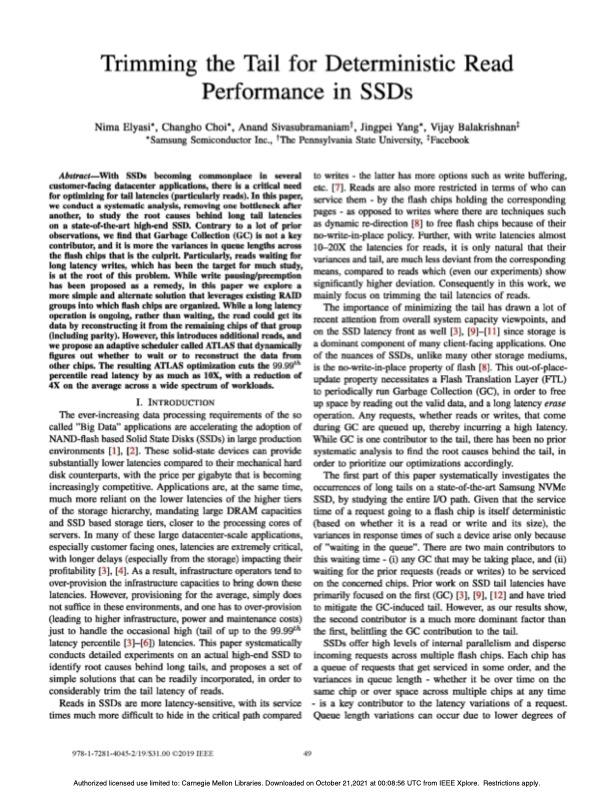 Trimming the Tail for Deterministic Read
Performance in SSDs
Nima Elyasi*, Changho Choi*, Anand Sivasubramaniam†, Jingpei Yang*, Vijay Balakrishnan‡
*Samsung Semiconductor Inc., †The Pennsylvania State University, ‡Facebook
Abstract—With SSDs becoming commonplace in several
customer-facing datacenter applications, there is a critical need
for optimizing for tail latencies (particularly reads). In this paper,
we conduct a systematic analysis, removing one bottleneck after
another, to study the root causes behind long tail latencies
on a state-of-the-art high-end SSD. Contrary to a lot of prior
observations, we find that Garbage Collection (GC) is not a key
contributor, and it is more the variances in queue lengths across
the flash chips that is the culprit. Particularly, reads waiting for
long latency writes, which has been the target for much study,
is at the root of this problem. While write pausing/preemption
has been proposed as a remedy, in this paper we explore a
more simple and alternate solution that leverages existing RAID
groups into which flash chips are organized. While a long latency
operation is ongoing, rather than waiting, the read could get its
data by reconstructing it from the remaining chips of that group
(including parity). However, this introduces additional reads, and
we propose an adaptive scheduler called ATLAS that dynamically
figures out whether to wait or to reconstruct the data from
other chips. The resulting ATLAS optimization cuts the 99.99th
percentile read latency by as much as 10X, with a reduction of
4X on the average across a wide spectrum of workloads.
I. INTRODUCTION
The ever-increasing data processing requirements of the so
called "Big Data" applications are accelerating the adoption of
NAND-flash based Solid State Disks (SSDs) in large production
environments [1], [2]. These solid-state devices can provide
substantially lower latencies compared to their mechanical hard
disk counterparts, with the price per gigabyte that is becoming
increasingly competitive. Applications are, at the same time,
much more reliant on the lower latencies of the higher tiers
of the storage hierarchy, mandating large DRAM capacities
and SSD based storage tiers, closer to the processing cores of
servers. In many of these large datacenter-scale applications,
especially customer facing ones, latencies are extremely critical,
with longer delays (especially from the storage) impacting their
profitability [3], [4]. As a result, infrastructure operators tend to
over-provision the infrastructure capacities to bring down these
latencies. However, provisioning for the average, simply does
not suffice in these environments, and one has to over-provision
(leading to higher infrastructure, power and maintenance costs)
just to handle the occasional high (tail of up to the 99.99th
latency percentile [3]–[6]) latencies. This paper systematically
conducts detailed experiments on an actual high-end SSD to
identify root causes behind long tails, and proposes a set of
simple solutions that can be readily incorporated, in order to
considerably trim the tail latency of reads.
Reads in SSDs are more latency-sensitive, with its service
times much more difficult to hide in the critical path compared
to writes - the latter has more options such as write buffering,
etc. [7]. Reads are also more restricted in terms of who can
service them - by the flash chips holding the corresponding
pages - as opposed to writes where there are techniques such
as dynamic re-direction [8] to free flash chips because of their
no-write-in-place policy. Further, with write latencies almost
10–20X the latencies for reads, it is only natural that their
variances and tail, are much less deviant from the corresponding
means, compared to reads which (even our experiments) show
significantly higher deviation. Consequently in this work, we
mainly focus on trimming the tail latencies of reads.
The importance of minimizing the tail has drawn a lot of
recent attention from overall system capacity viewpoints, and
on the SSD latency front as well [3], [9]–[11] since storage is
a dominant component of many client-facing applications. One
of the nuances of SSDs, unlike many other storage mediums,
is the no-write-in-place property of flash [8]. This out-of-place-
update property necessitates a Flash Translation Layer (FTL)
to periodically run Garbage Collection (GC), in order to free
up space by reading out the valid data, and a long latency erase
operation. Any requests, whether reads or writes, that come
during GC are queued up, thereby incurring a high latency.
While GC is one contributor to the tail, there has been no prior
systematic analysis to find the root causes behind the tail, in
order to prioritize our optimizations accordingly.
The first part of this paper systematically investigates the
occurrences of long tails on a state-of-the-art Samsung NVMe
SSD, by studying the entire I/O path. Given that the service
time of a request going to a flash chip is itself deterministic
(based on whether it is a read or write and its size), the
variances in response times of such a device arise only because
of "waiting in the queue". There are two main contributors to
this waiting time - (i) any GC that may be taking place, and (ii)
waiting for the prior requests (reads or writes) to be serviced
on the concerned chips. Prior work on SSD tail latencies have
primarily focused on the first (GC) [3], [9], [12] and have tried
to mitigate the GC-induced tail. However, as our results show,
the second contributor is a much more dominant factor than
the first, belittling the GC contribution to the tail.
SSDs offer high levels of internal parallelism and disperse
incoming requests across multiple flash chips. Each chip has
a queue of requests that get serviced in some order, and the
variances in queue length - whether it be over time on the
same chip or over space across multiple chips at any time
- is a key contributor to the latency variations of a request.
Queue length variations can occur due to lower degrees of
978-1-7281-4045-2/19/$31.00 ©2019 IEEE
49
Authorized licensed use limited to: Carnegie Mellon Libraries. Downloaded on October 21,2021 at 00:08:56 UTC from IEEE Xplore. Restrictions apply.